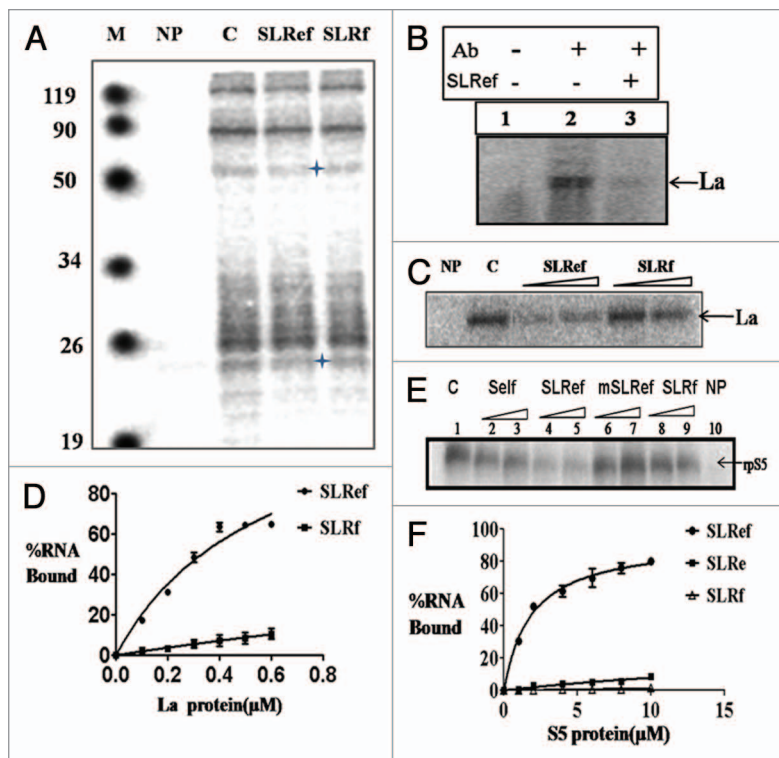 A
M NP C SLRef SLRf
119
90
50
34
26
19
B
Ab - + +
SLRef - - +
1 2 3
La
C
NP C SLRef SLRf
La
E
C Self SLRef mSLRef SLRf NP
1 2 3 4 5 6 7 8 9 10
rpS5
D
80
60
40
20
0
%RNA
Bound
SLRef
SLRf
0.0 0.2 0.4 0.6 0.8
La protein(µM)
F
100
80
60
40
20
0
%RNA
Bound
SLRef
SLRe
SLRf
0 5 10 15
S5 protein(µM)